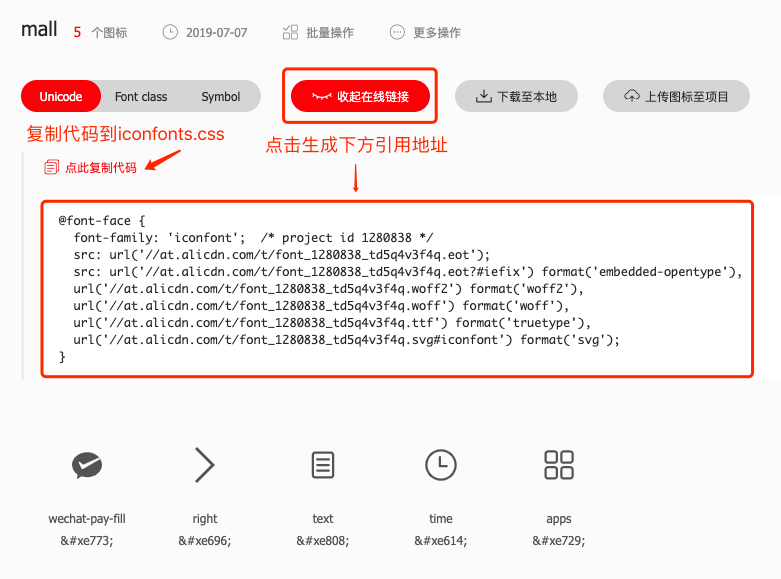 mall 5 个图标 2019-07-07 批量操作 更多操作
Unicode Font class Symbol 收起在线链接 下载至本地 上传图标至项目
复制代码到iconfonts.css
点击生成下方引用地址
点此复制代码
@font-face {
  font-family: 'iconfont';  /* project id 1280838 */
  src: url('//at.alicdn.com/t/font_1280838_td5q4v3f4q.eot');
  src: url('//at.alicdn.com/t/font_1280838_td5q4v3f4q.eot?#iefix') format('embedded-opentype'),
  url('//at.alicdn.com/t/font_1280838_td5q4v3f4q.woff2') format('woff2'),
  url('//at.alicdn.com/t/font_1280838_td5q4v3f4q.woff') format('woff'),
  url('//at.alicdn.com/t/font_1280838_td5q4v3f4q.ttf') format('truetype'),
  url('//at.alicdn.com/t/font_1280838_td5q4v3f4q.svg#iconfont') format('svg');
}
wechat-pay-fill right text time apps
&#xe773; &#xe696; &#xe808; &#xe614; &#xe729;